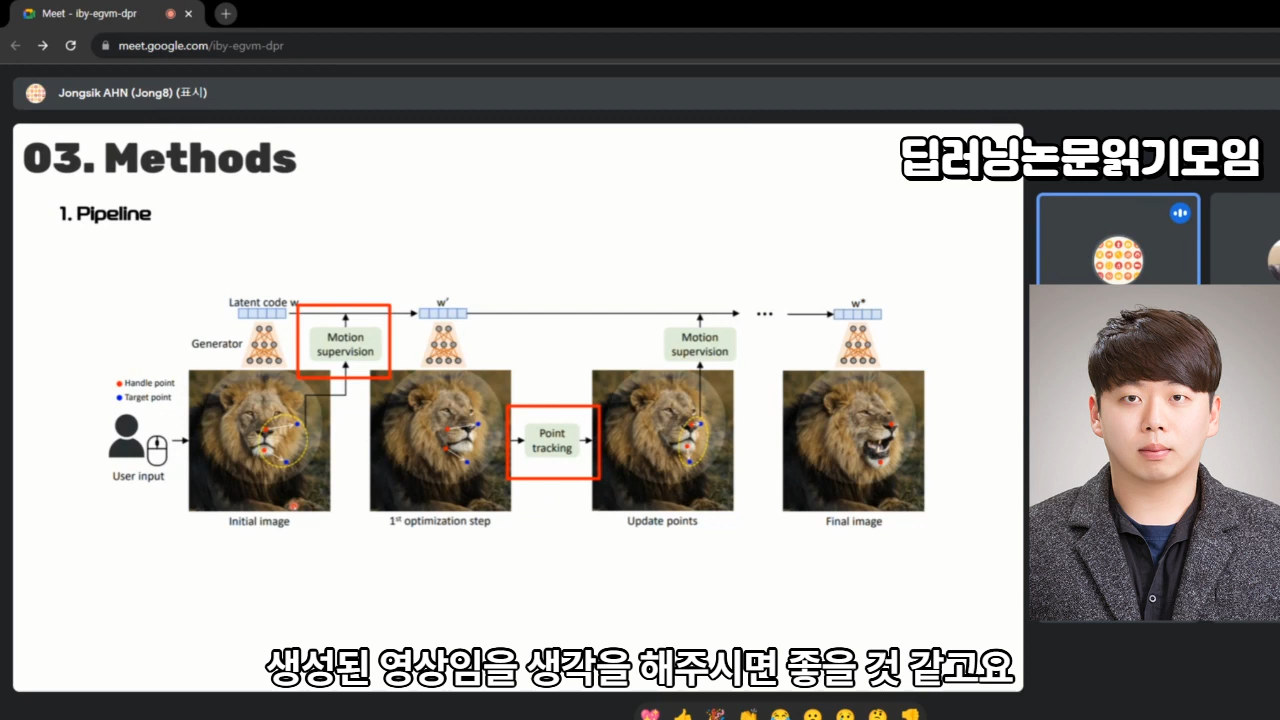 Meet - iby-egvm-dpr
meet.google.com/iby-egvm-dpr
Jongsik AHN (Jong8) (표시)
03. Methods
딥러닝논문읽기모임
1. Pipeline
Latent code w
w′
w*
Generator
Motion
supervision
Motion
supervision
Handle point
Target point
Point
tracking
User input
Initial image
1st optimization step
Update points
Final image
생성된 영상임을 생각을 해주시면 좋을 것 같고요